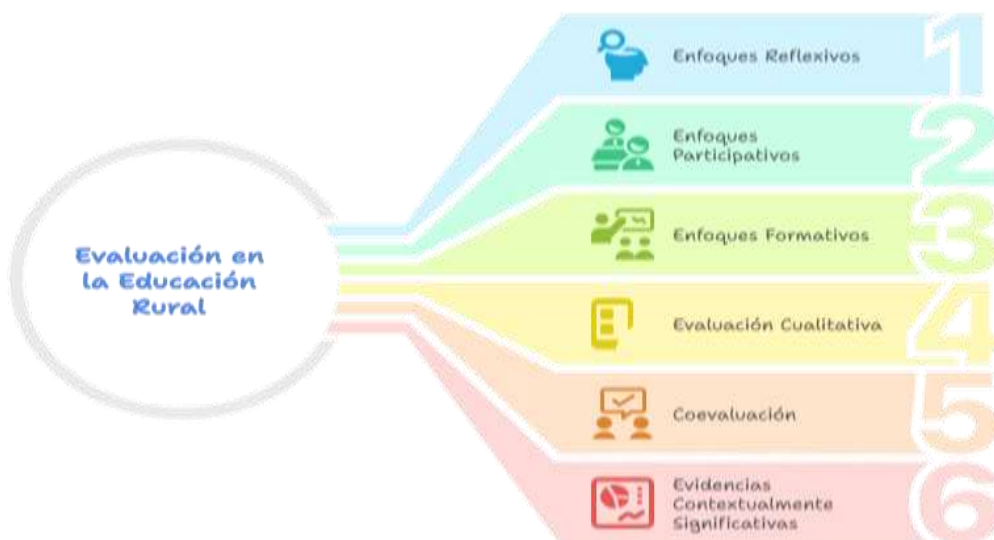 Evaluación en
la Educación
Rural
Enfoques Reflexivos
1
Enfoques
Participativos
2
Enfoques Formativos
3
Evaluación Cualitativa
4
Coevaluación
5
Evidencias
Contextualmente
Significativas
6